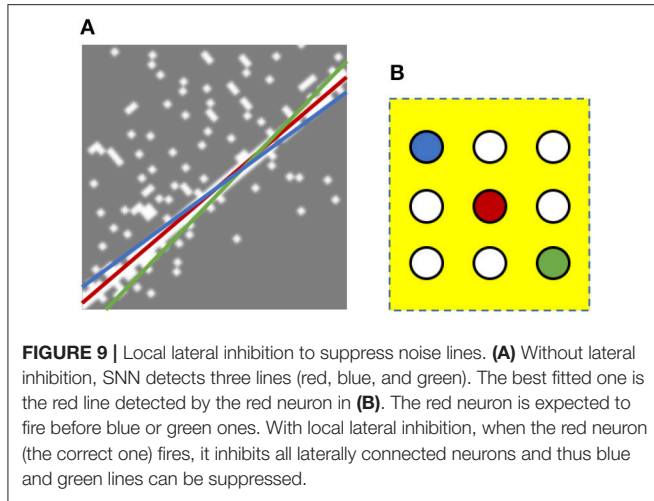 A
B
FIGURE 9 | Local lateral inhibition to suppress noise lines. (A) Without lateral
inhibition, SNN detects three lines (red, blue, and green). The best fitted one is
the red line detected by the red neuron in (B). The red neuron is expected to
fire before blue or green ones. With local lateral inhibition, when the red neuron
(the correct one) fires, it inhibits all laterally connected neurons and thus blue
and green lines can be suppressed.